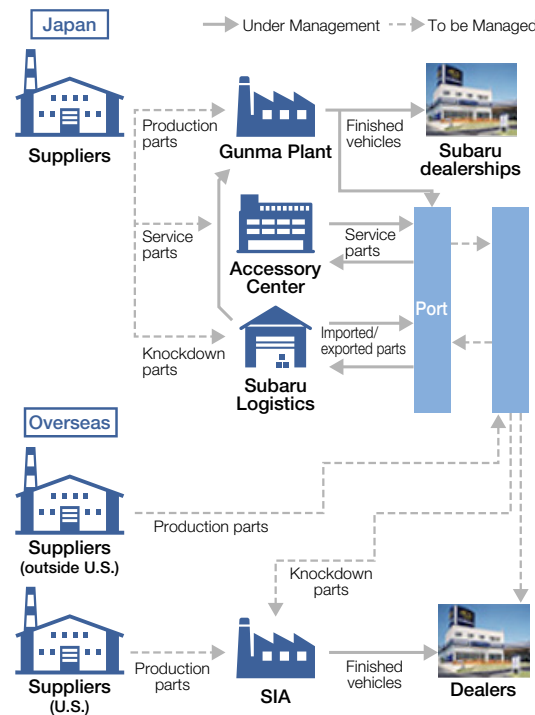 Japan
Under Management
To be Managed
Suppliers
Production
parts
Gunma Plant
Finished
vehicles
Subaru
dealerships
Service
parts
Accessory
Center
Service
parts
Port
Knockdown
parts
Subaru
Logistics
Imported/
exported parts
Overseas
Suppliers
(outside U.S.)
Production parts
Knockdown
parts
Suppliers
(U.S.)
Production
parts
SIA
Finished
vehicles
Dealers